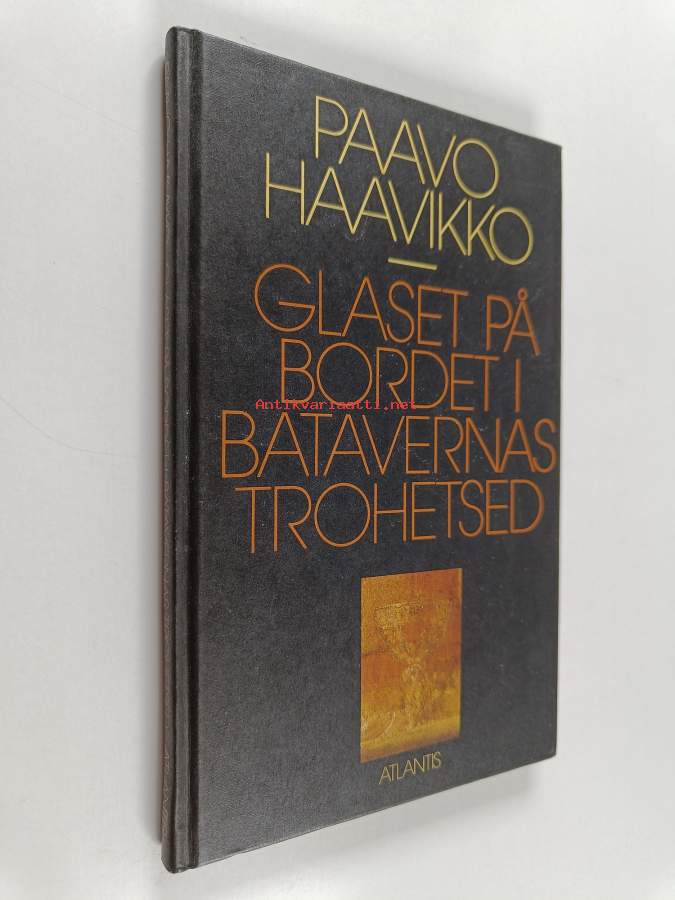 PAAVO
HAAVIKKO
GLASET PÅ
BORDET I
Antikvariaatti.net
BATAVERNAS
TROHETSED
ATLANTIS